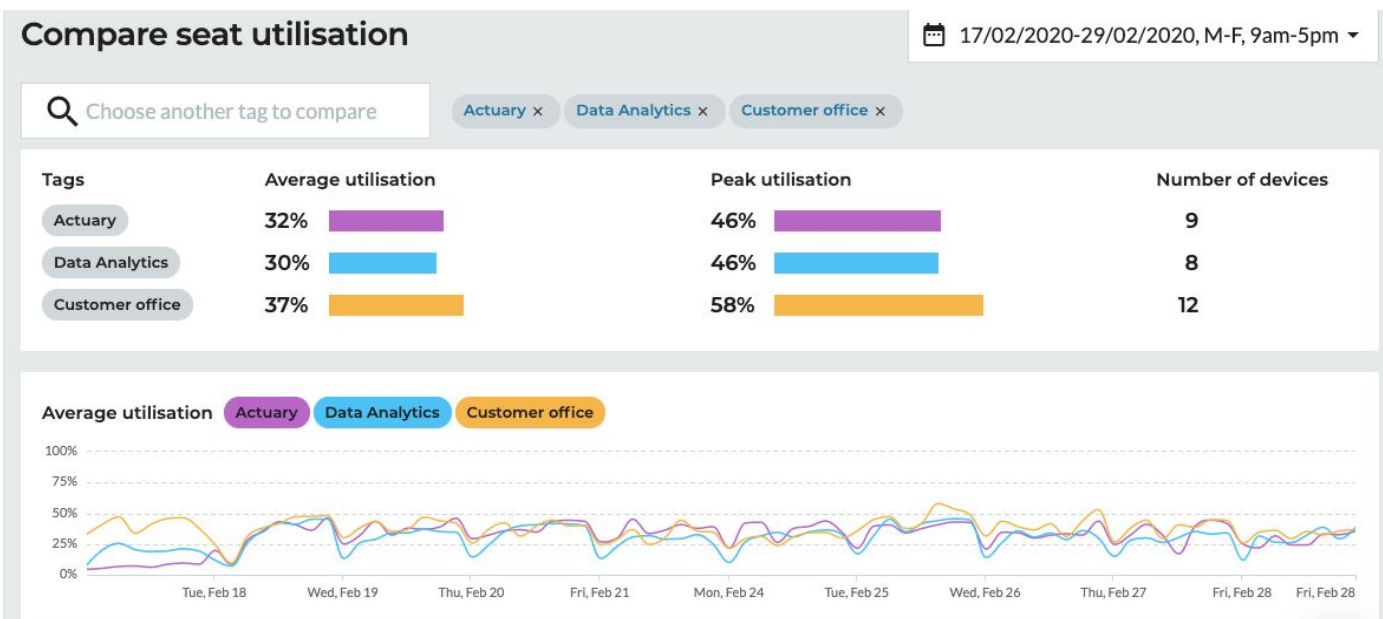 Compare seat utilisation
17/02/2020-29/02/2020, M-F, 9am-5pm
Choose another tag to compare
Actuary × Data Analytics × Customer office ×
Tags Average utilisation Peak utilisation Number of devices
Actuary 32% 46% 9
Data Analytics 30% 46% 8
Customer office 37% 58% 12
Average utilisation Actuary Data Analytics Customer office
100%
75%
50%
25%
0%
Tue, Feb 18 Wed, Feb 19 Thu, Feb 20 Fri, Feb 21 Mon, Feb 24 Tue, Feb 25 Wed, Feb 26 Thu, Feb 27 Fri, Feb 28 Fri, Feb 28